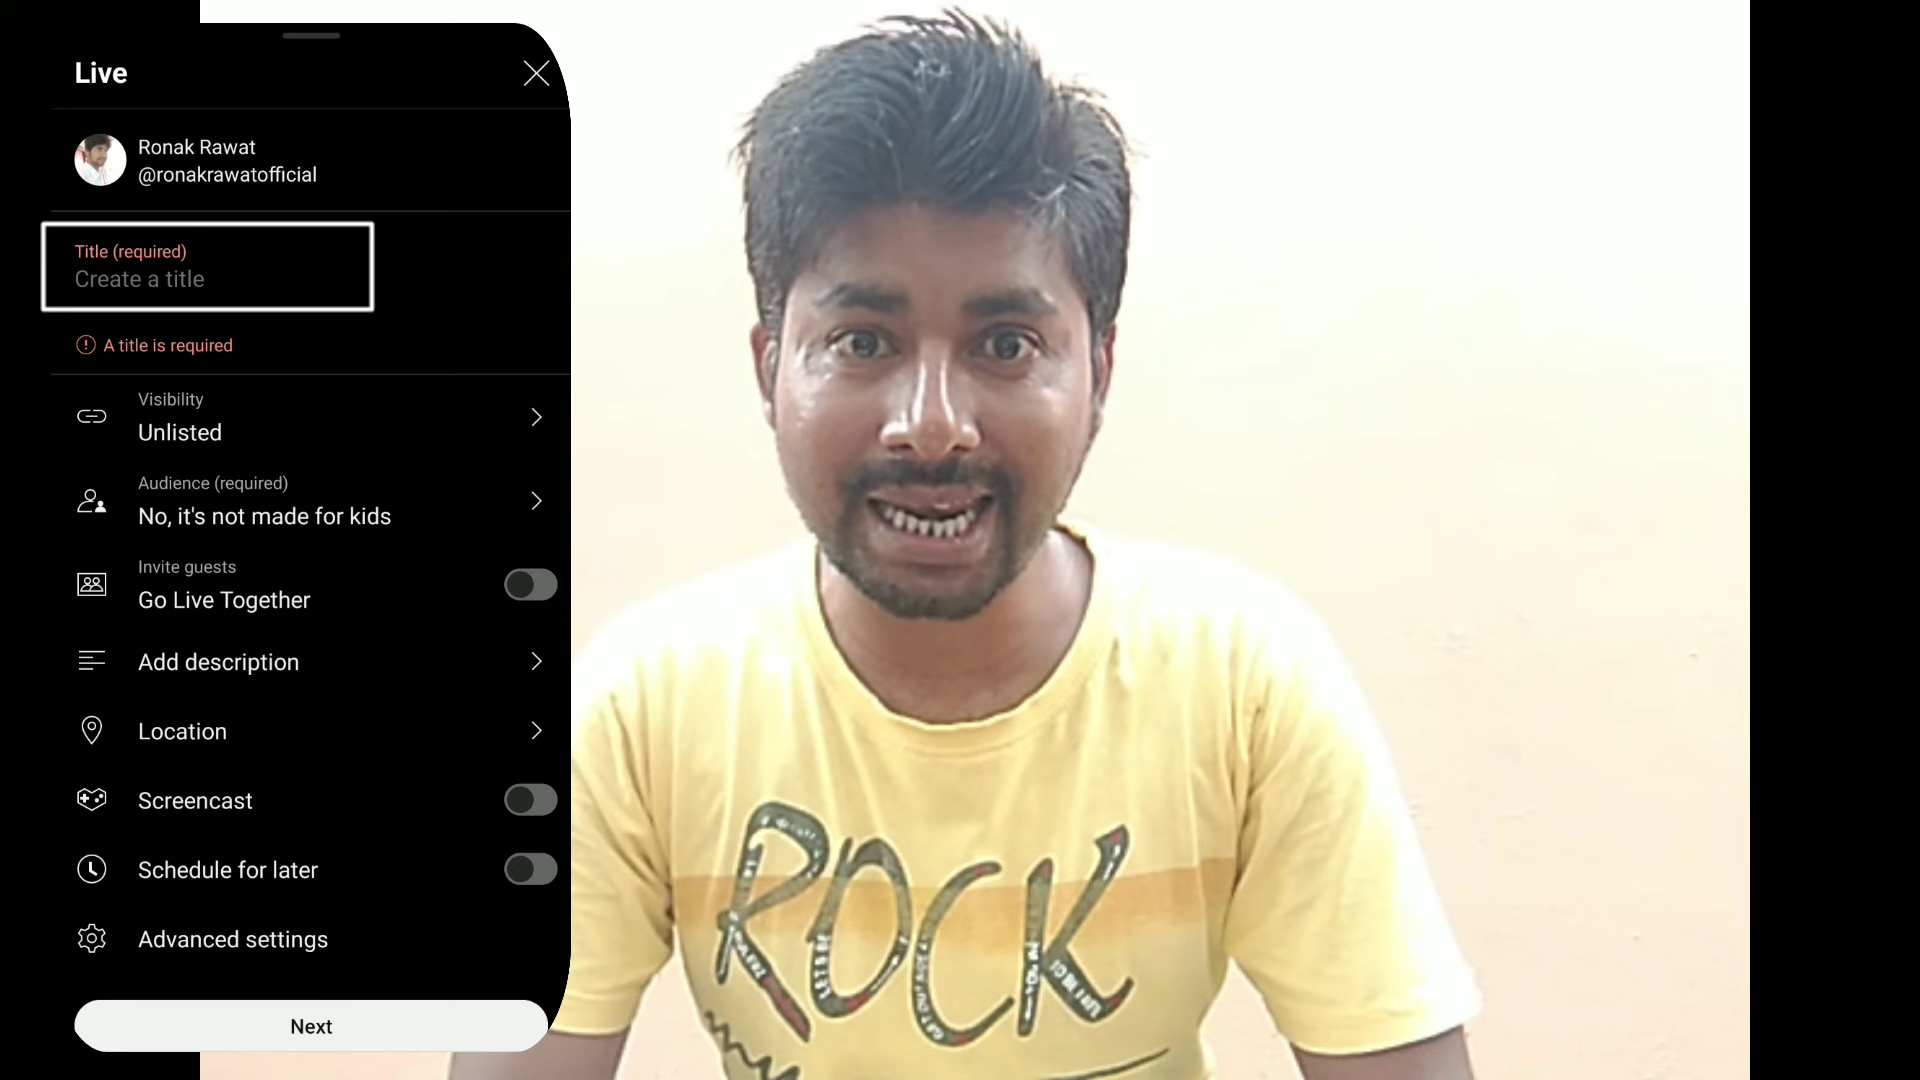 Live
Ronak Rawat
@ronakrawatofficial
Title (required)
Create a title
A title is required
Visibility
Unlisted
Audience (required)
No, it's not made for kids
Invite guests
Go Live Together
Add description
Location
Screencast
Schedule for later
Advanced settings
Next
ROCK